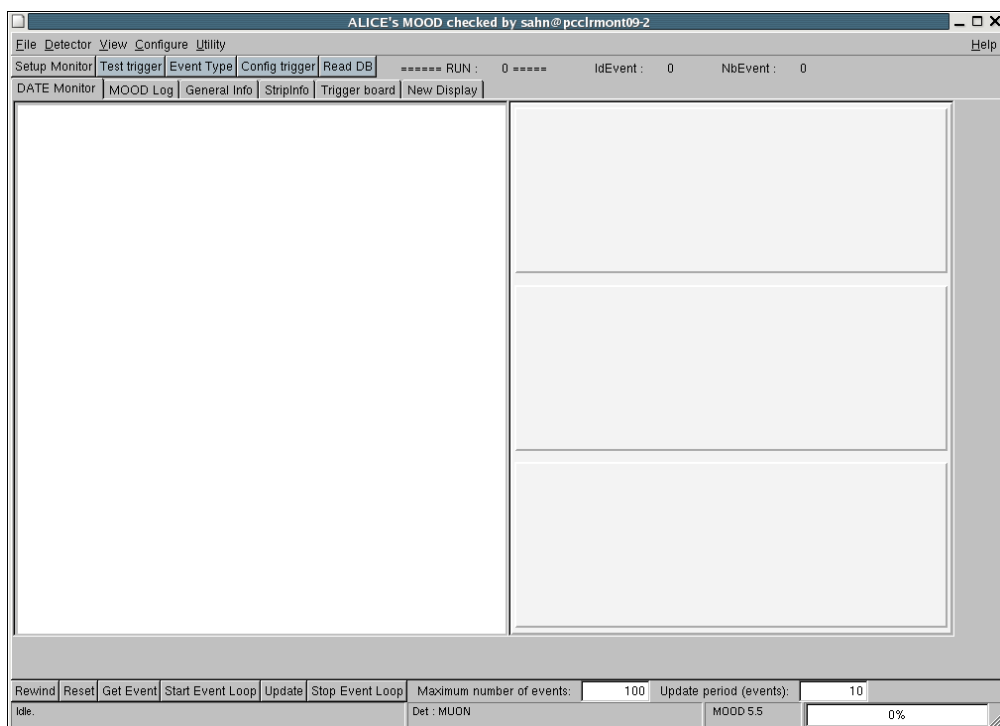 ALICE's MOOD checked by sahn@pcclrmont09-2
File Detector View Configure Utility Help
Setup Monitor Test trigger Event Type Config trigger Read DB ====== RUN : 0 ===== IdEvent : 0 NbEvent : 0
DATE Monitor MOOD Log General Info StripInfo Trigger board New Display
Rewind Reset Get Event Start Event Loop Update Stop Event Loop Maximum number of events: 100 Update period (events): 10
Idle. Det : MUON MOOD 5.5 0%